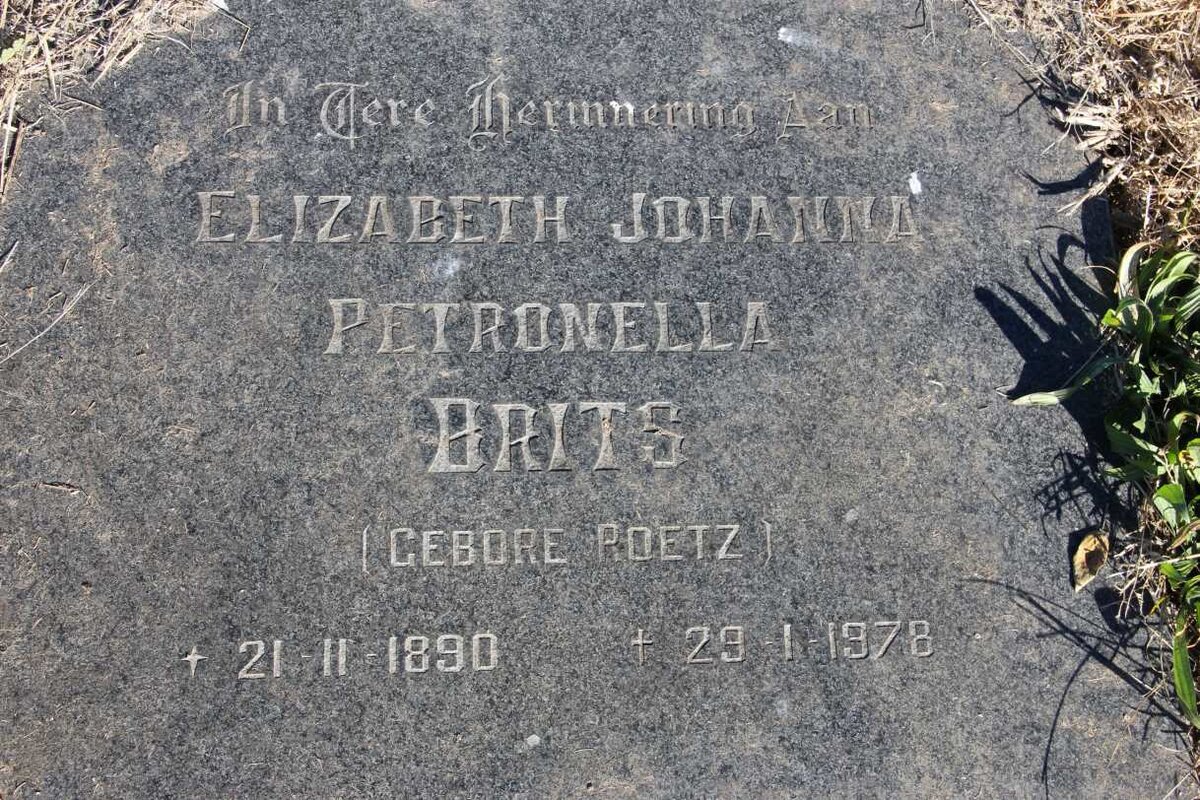 In Tere Herinnering Aan
ELIZABETH JOHANNA
PETRONELLA
BRITS
(GEBORE POETZ)
✦ 21-11-1890 ✝ 29-1-1978